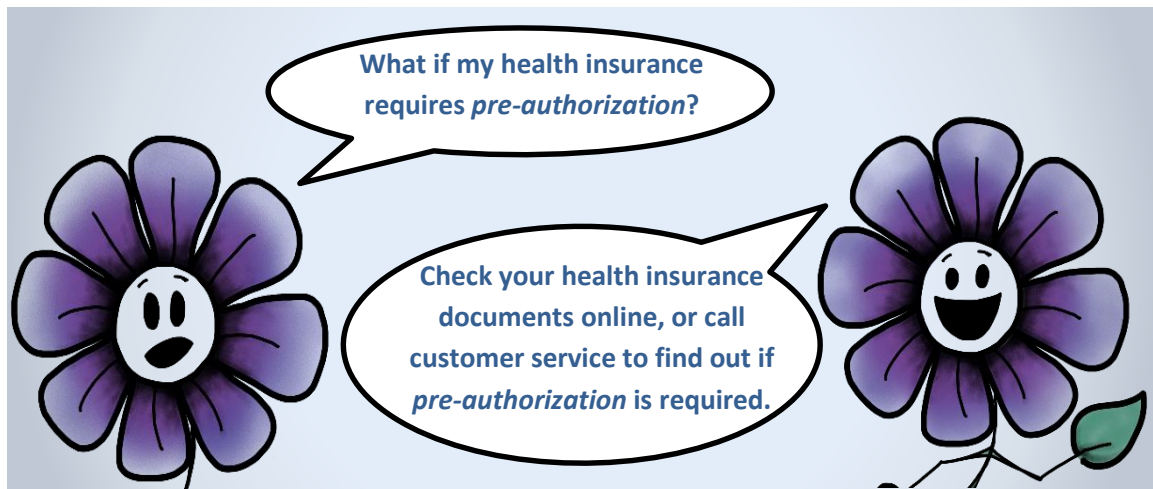 What if my health insurance
requires pre-authorization?
Check your health insurance
documents online, or call
customer service to find out if
pre-authorization is required.